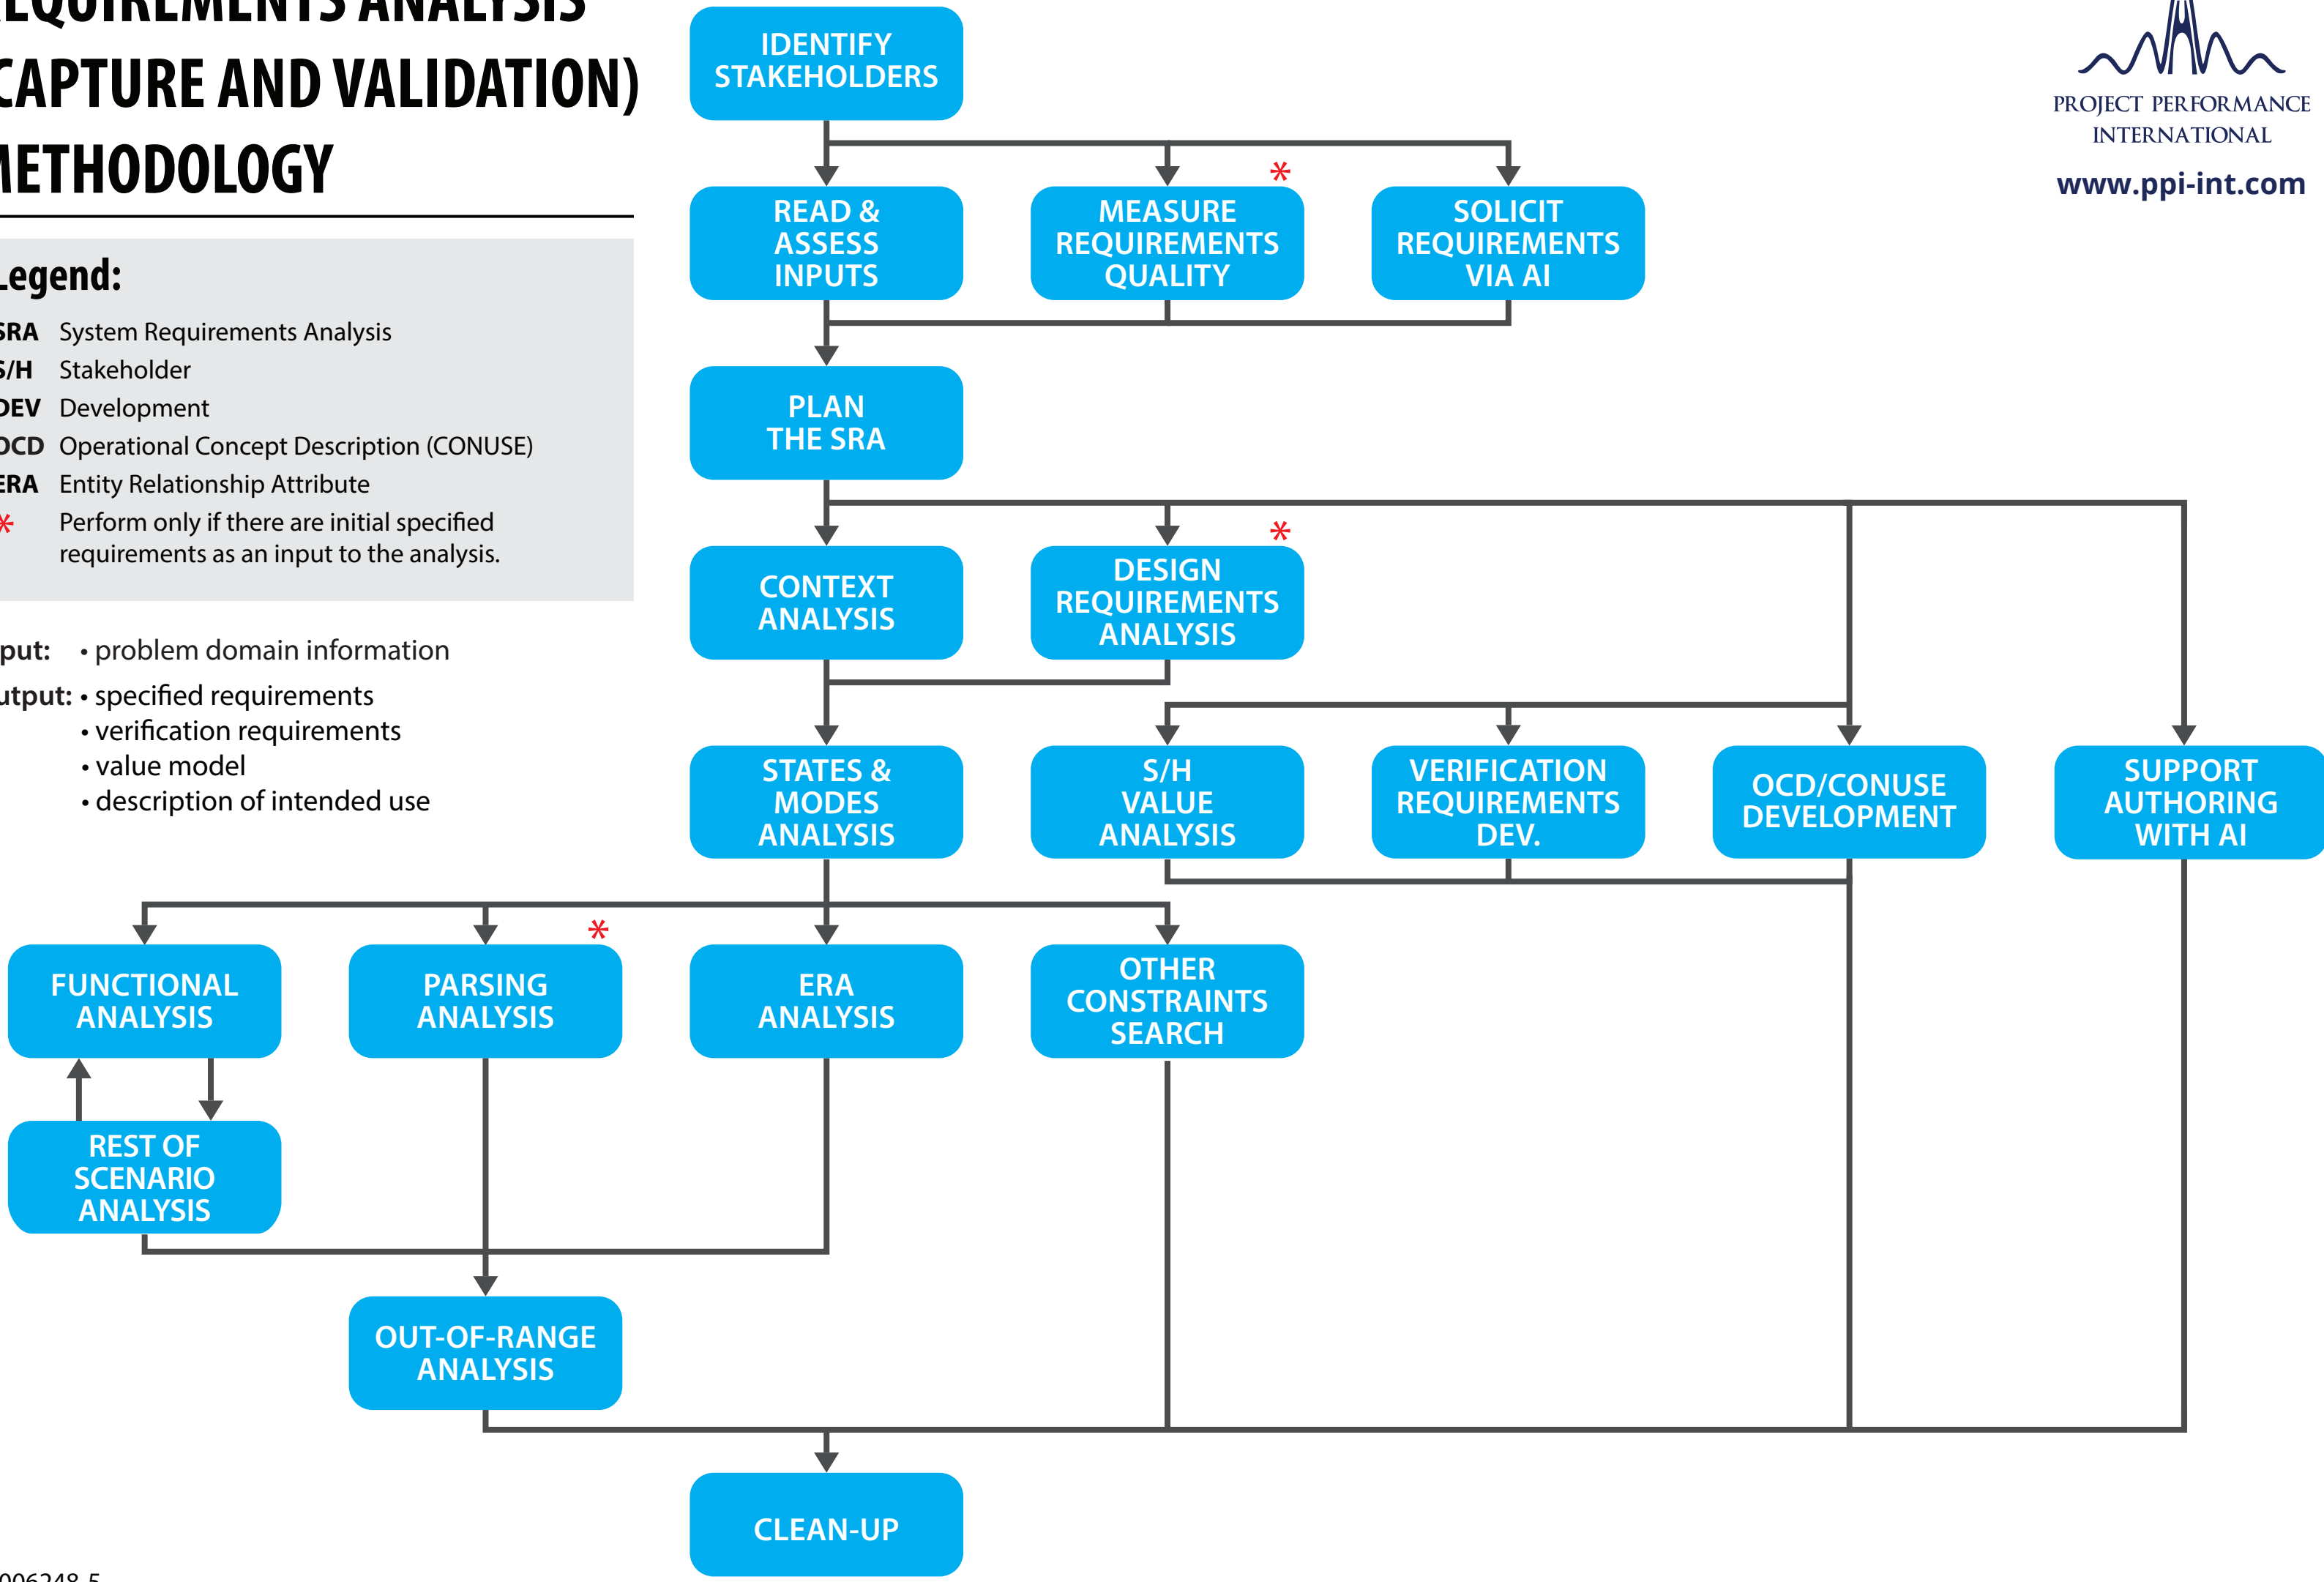 REQUIREMENTS ANALYSIS
CAPTURE AND VALIDATION)
METHODOLOGY
Legend:
SRA System Requirements Analysis
S/H Stakeholder
DEV Development
OCD Operational Concept Description (CONUSE)
ERA Entity Relationship Attribute
* Perform only if there are initial specified
requirements as an input to the analysis.
put: • problem domain information
utput: • specified requirements
• verification requirements
• value model
• description of intended use
PROJECT PERFORMANCE
INTERNATIONAL
www.ppi-int.com
IDENTIFY
STAKEHOLDERS
READ &
ASSESS
INPUTS
*
MEASURE
REQUIREMENTS
QUALITY
SOLICIT
REQUIREMENTS
VIA AI
PLAN
THE SRA
CONTEXT
ANALYSIS
*
DESIGN
REQUIREMENTS
ANALYSIS
STATES &
MODES
ANALYSIS
S/H
VALUE
ANALYSIS
VERIFICATION
REQUIREMENTS
DEV.
OCD/CONUSE
DEVELOPMENT
SUPPORT
AUTHORING
WITH AI
FUNCTIONAL
ANALYSIS
*
PARSING
ANALYSIS
ERA
ANALYSIS
OTHER
CONSTRAINTS
SEARCH
REST OF
SCENARIO
ANALYSIS
OUT-OF-RANGE
ANALYSIS
CLEAN-UP
006248-5